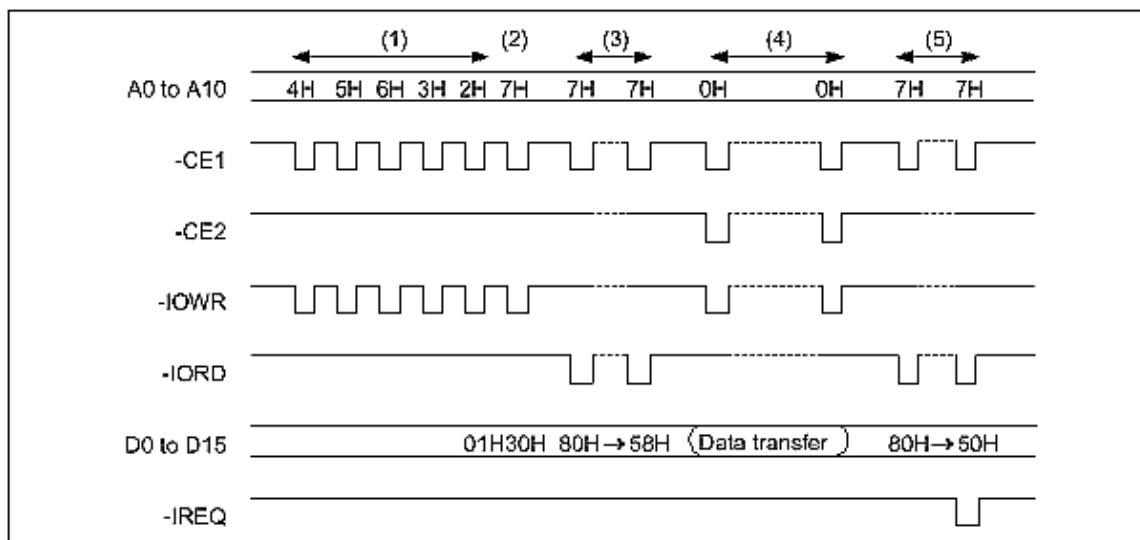 (1) (2) (3) (4) (5)
A0 to A10 4H 5H 6H 3H 2H 7H 7H 7H 0H 0H 7H 7H
-CE1
-CE2
-IOWR
-IORD
D0 to D15 01H30H 80H→58H (Data transfer) 80H→50H
-IREQ